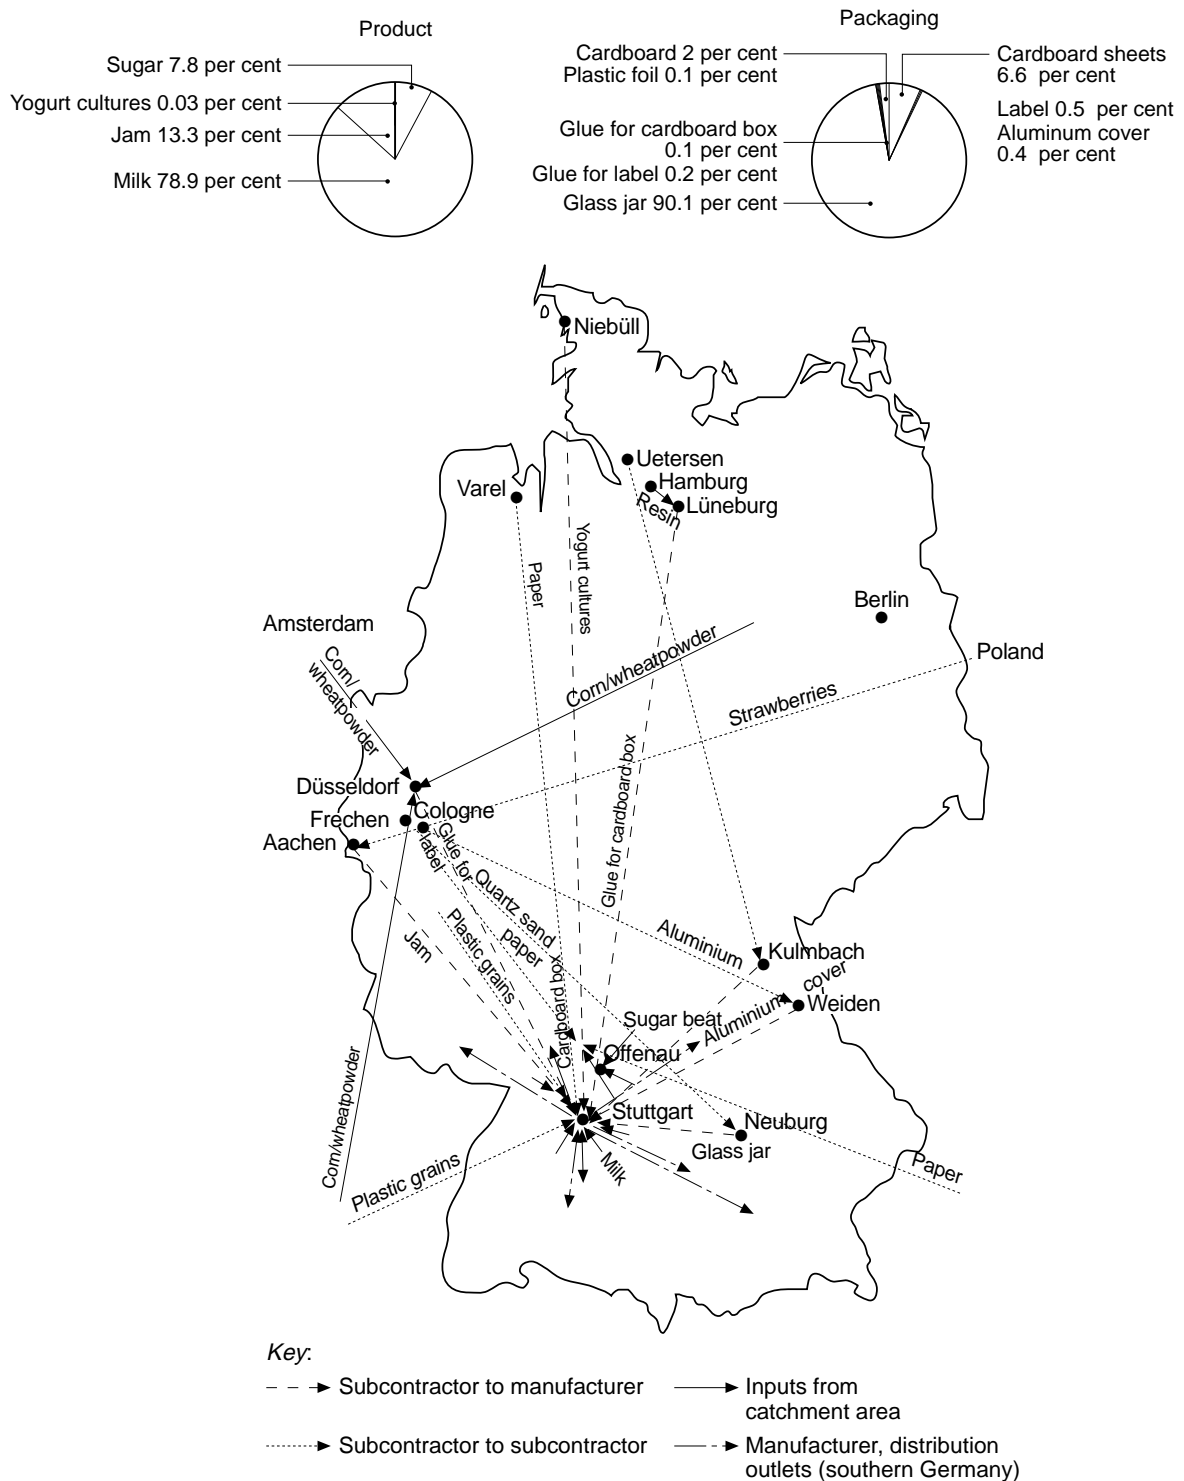 Product
Sugar 7.8 per cent
Yogurt cultures 0.03 per cent
Jam 13.3 per cent
Milk 78.9 per cent
Packaging
Cardboard 2 per cent
Plastic foil 0.1 per cent
Glue for cardboard box
0.1 per cent
Glue for label 0.2 per cent
Glass jar 90.1 per cent
Cardboard sheets
6.6 per cent
Label 0.5 per cent
Aluminum cover
0.4 per cent
Niebüll
Uetersen
Hamburg
Varel
Resin
Lüneburg
Yogurt cultures
Paper
Berlin
Amsterdam
Corn/
wheatpowder
Corn/wheatpowder
Poland
Strawberries
Glue for cardboard box
Düsseldorf
Cologne
Frechen
Aachen
Glue for
label
Quartz sand
paper
Plastic grains
Jam
Aluminium
Kulmbach
Aluminium cover
Weiden
Cardboard box
Sugar beat
Offenau
Corn/wheatpowder
Stuttgart
Neuburg
Glass jar
Milk
Plastic grains
Paper
Key:
Subcontractor to manufacturer
Inputs from
catchment area
Subcontractor to subcontractor
Manufacturer, distribution
outlets (southern Germany)